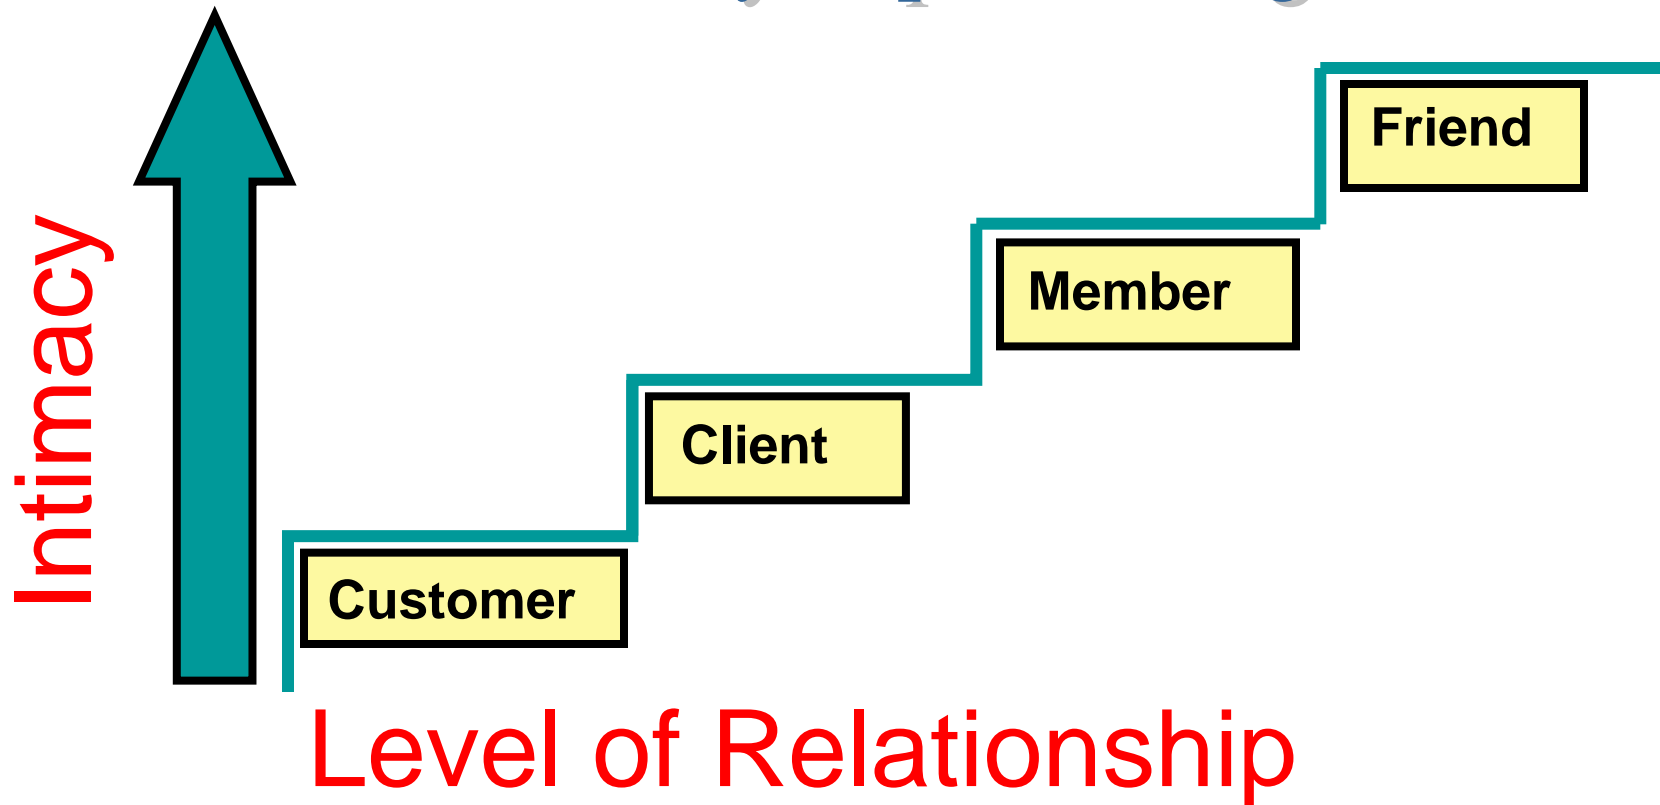 Friend
Member
Client
Customer
Intimacy
Level of Relationship